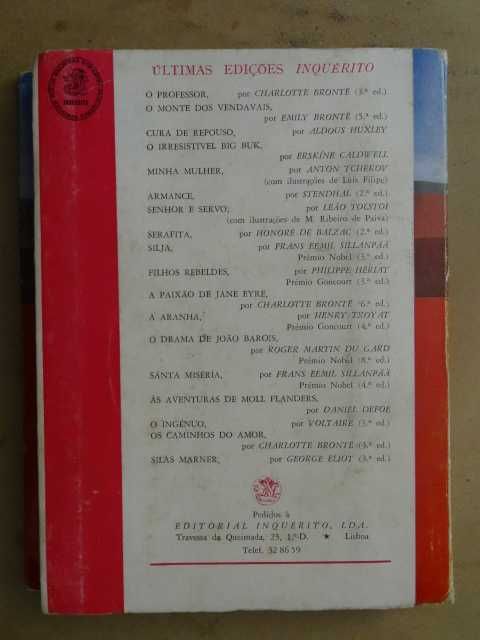 ÚLTIMAS EDIÇÕES INQUÉRITO
O PROFESSOR, por CHARLOTTE BRONTË (3.ª ed.)
O MONTE DOS VENDAVAIS,
por EMILY BRONTË (5.ª ed.)
CURA DE REPOUSO, por ALDOUS HUXLEY
O IRRESISTÍVEL BIG BUK,
por ERSKINE CALDWELL
MINHA MULHER, por ANTON TCHEKOV
(com ilustrações de Luís Filipe)
ARMANCE, por STENDHAL (2.ª ed.)
SENHOR E SERVO, por LEÃO TOLSTOI
(com ilustrações de M. Ribeiro de Paiva)
SERAFITA, por HONORÉ DE BALZAC (2.ª ed.)
SILJA, por FRANS EEMIL SILLANPÄÄ
Prémio Nobel (3.ª ed.)
FILHOS REBELDES, por PHILIPPE HÉRIAT
Prémio Goncourt (3.ª ed.)
A PAIXÃO DE JANE EYRE,
por CHARLOTTE BRONTË (6.ª ed.)
A ARANHA, por HENRY TROYAT
Prémio Goncourt (4.ª ed.)
O DRAMA DE JOÃO BAROIS,
por ROGER MARTIN DU GARD
Prémio Nobel (8.ª ed.)
SANTA MISÉRIA, por FRANS EEMIL SILLANPÄÄ
Prémio Nobel (4.ª ed.)
AS AVENTURAS DE MOLL FLANDERS,
por DANIEL DEFOE
O INGÉNUO, por VOLTAIRE (3.ª ed.)
OS CAMINHOS DO AMOR,
por CHARLOTTE BRONTË (3.ª ed.)
SILAS MARNER, por GEORGE ELIOT (3.ª ed.)
Pedidos à
EDITORIAL INQUÉRITO, LDA.
Travessa da Queimada, 23, 1.º-D. ★ Lisboa
Telef. 32 86 59